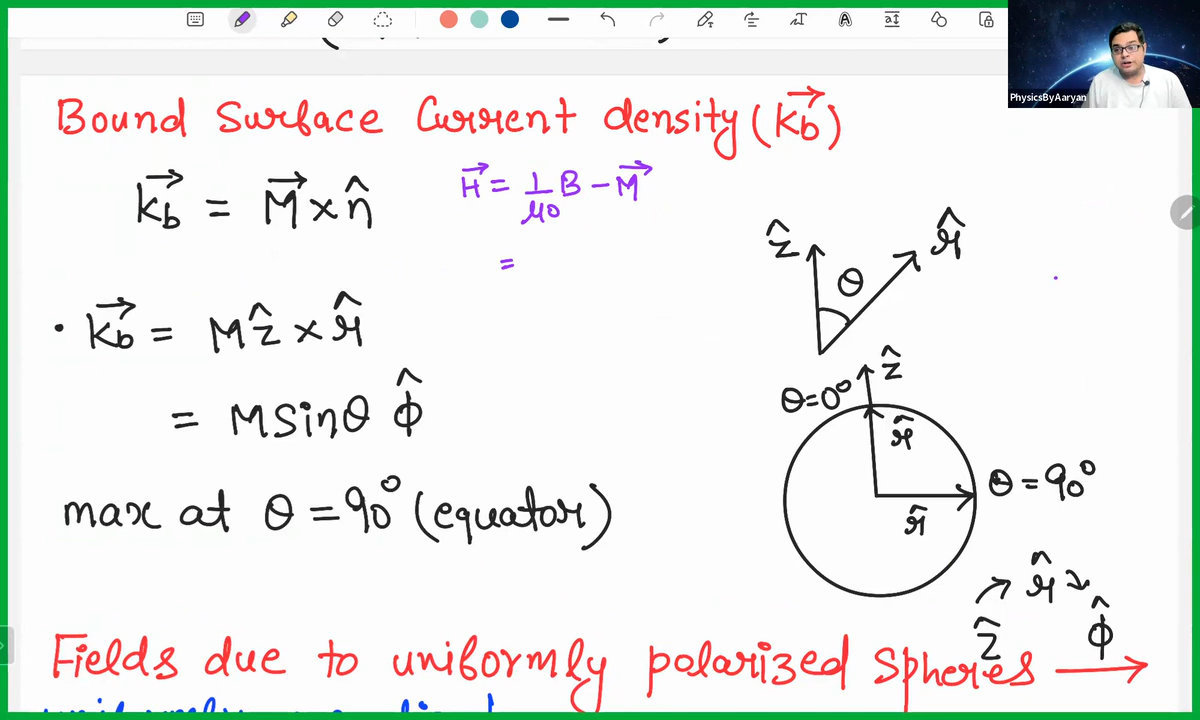 Bound Surface Current density (K⃗b)
K⃗b = M⃗ × n̂
H⃗ = 1/μ0 B − M⃗
=
ẑ
θ
r̂
• K⃗b = Mẑ × r̂
= M sinθ φ̂
θ=0°
ẑ
r̂
r̂
θ = 90°
max at θ = 90° (equator)
ẑ r̂ φ̂
Fields due to uniformly polarized Spheres →
PhysicsByAaryan